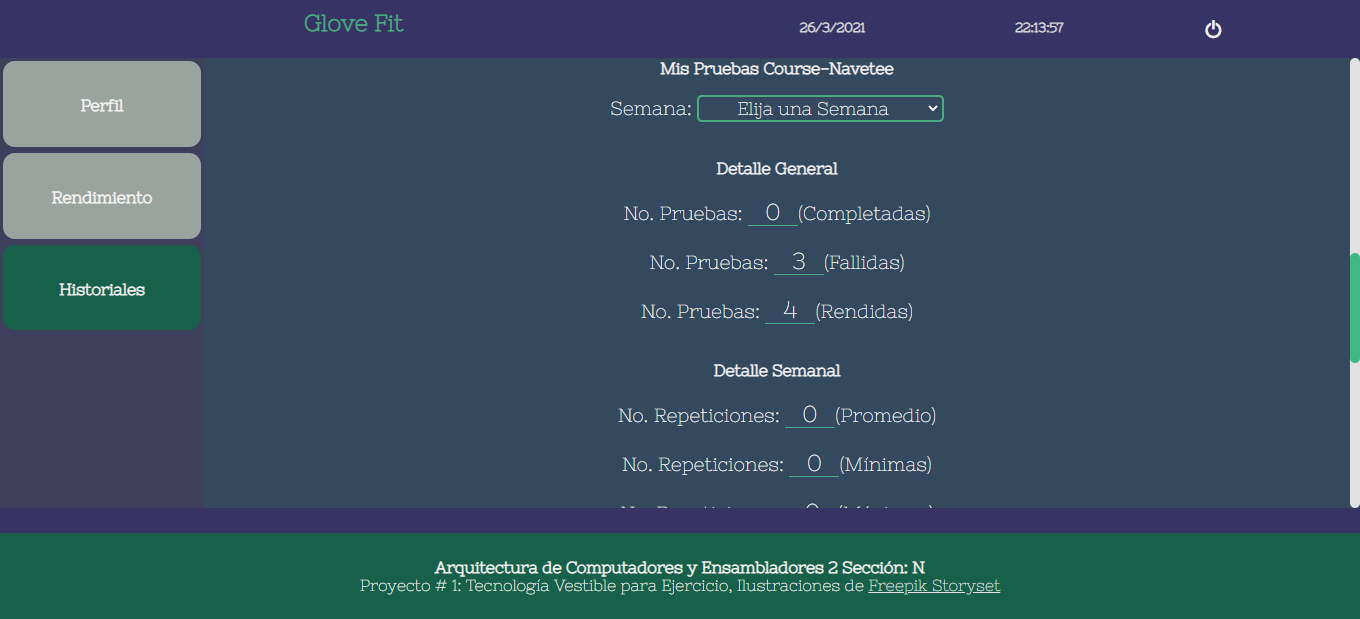 Glove Fit
26/3/2021
22:13:57
Perfil
Rendimiento
Historiales
Mis Pruebas Course-Navetee
Semana: Elija una Semana
Detalle General
No. Pruebas: 0 (Completadas)
No. Pruebas: 3 (Fallidas)
No. Pruebas: 4 (Rendidas)
Detalle Semanal
No. Repeticiones: 0 (Promedio)
No. Repeticiones: 0 (Mínimas)
Arquitectura de Computadores y Ensambladores 2 Sección: N
Proyecto # 1: Tecnología Vestible para Ejercicio, Ilustraciones de Freepik Storyset